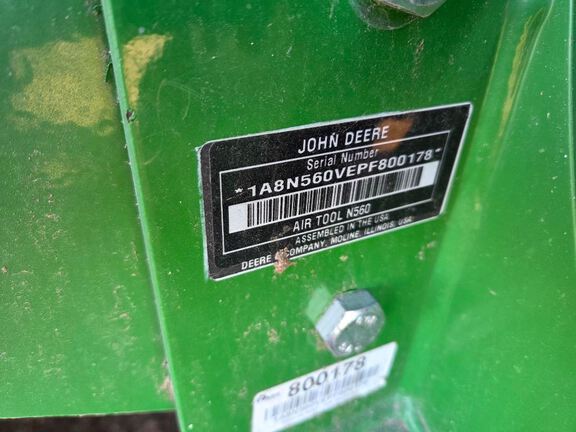 JOHN DEERE
Serial Number
*1A8N560VEPF800178*
AIR TOOL N560
ASSEMBLED IN THE USA
DEERE & COMPANY, MOLINE, ILLINOIS, USA
800178